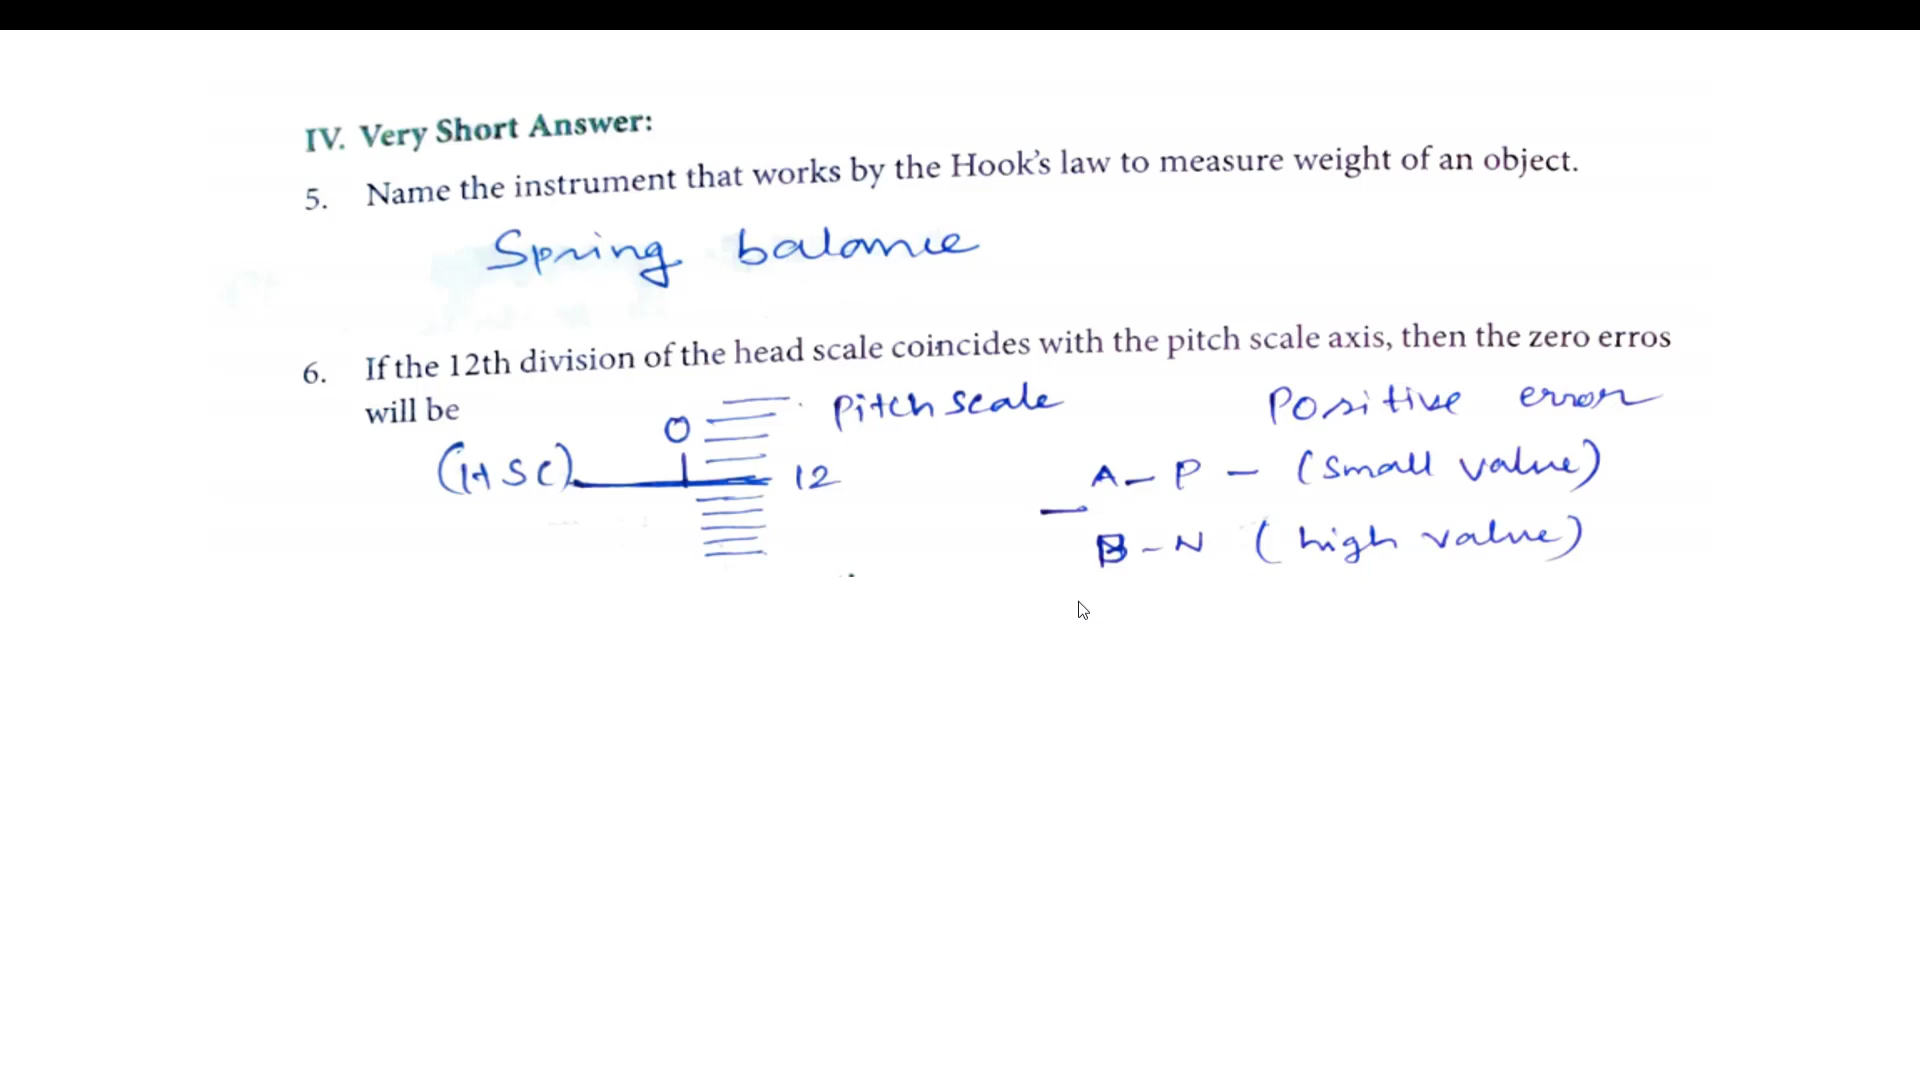 IV. Very Short Answer:
5. Name the instrument that works by the Hook's law to measure weight of an object.
Spring balance
6. If the 12th division of the head scale coincides with the pitch scale axis, then the zero erros
will be
0 Pitch scale Positive error
(HSC) 12 A - P - (small value)
B - N (high value)